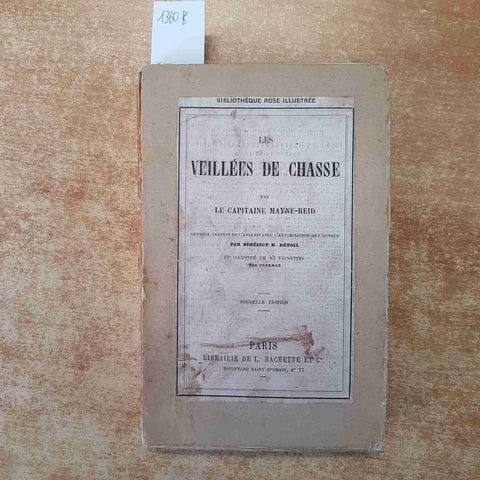 1360 B
BIBLIOTHÈQUE ROSE ILLUSTRÉE
LES
VEILLÉES DE CHASSE
PAR
LE CAPITAINE MAYNE-REID
OUVRAGE TRADUIT DE L'ANGLAIS AVEC L'AUTORISATION DE L'AUTEUR
PAR BÉNÉDICT H. RÉVOIL
ET ILLUSTRÉ DE 43 VIGNETTES
PAR FREEMAN
NOUVELLE ÉDITION
PARIS
LIBRAIRIE DE L. HACHETTE ET Cie
BOULEVARD SAINT-GERMAIN, N° 77